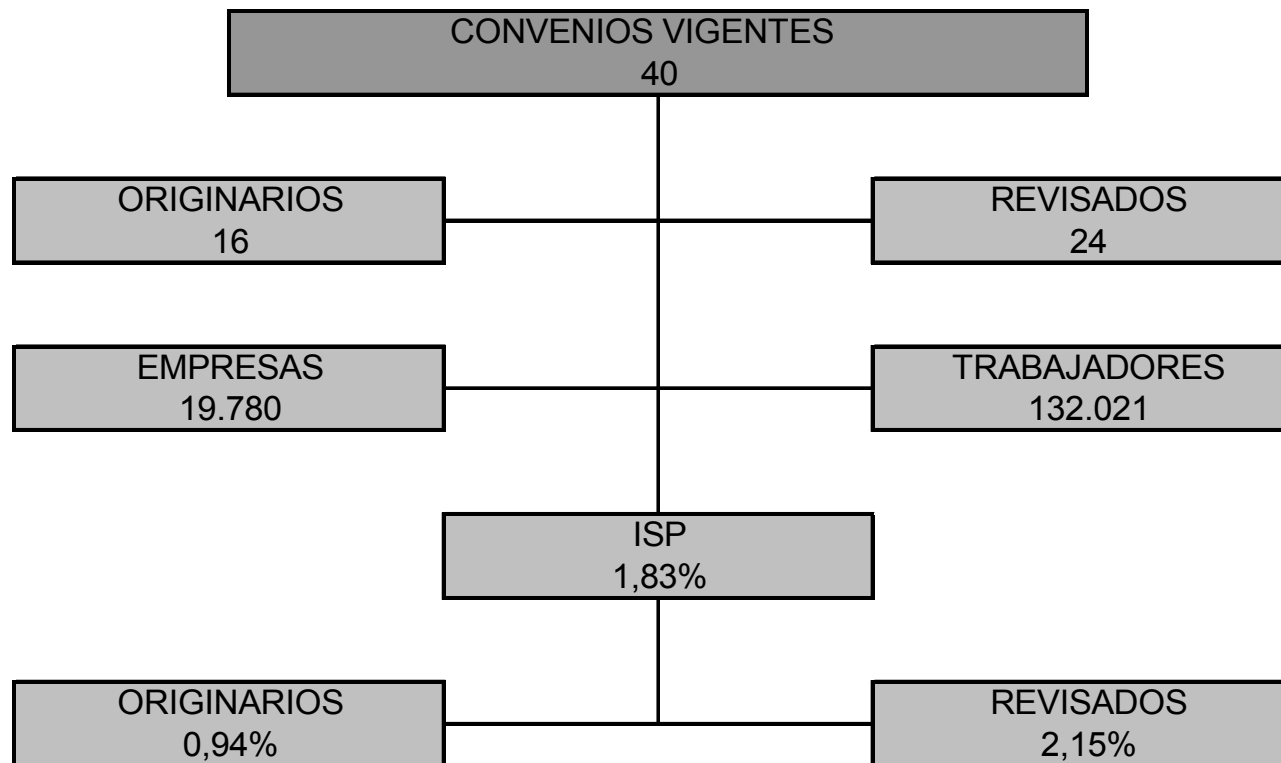 CONVENIOS VIGENTES
40
ORIGINARIOS
16
REVISADOS
24
EMPRESAS
19.780
TRABAJADORES
132.021
ISP
1,83%
ORIGINARIOS
0,94%
REVISADOS
2,15%